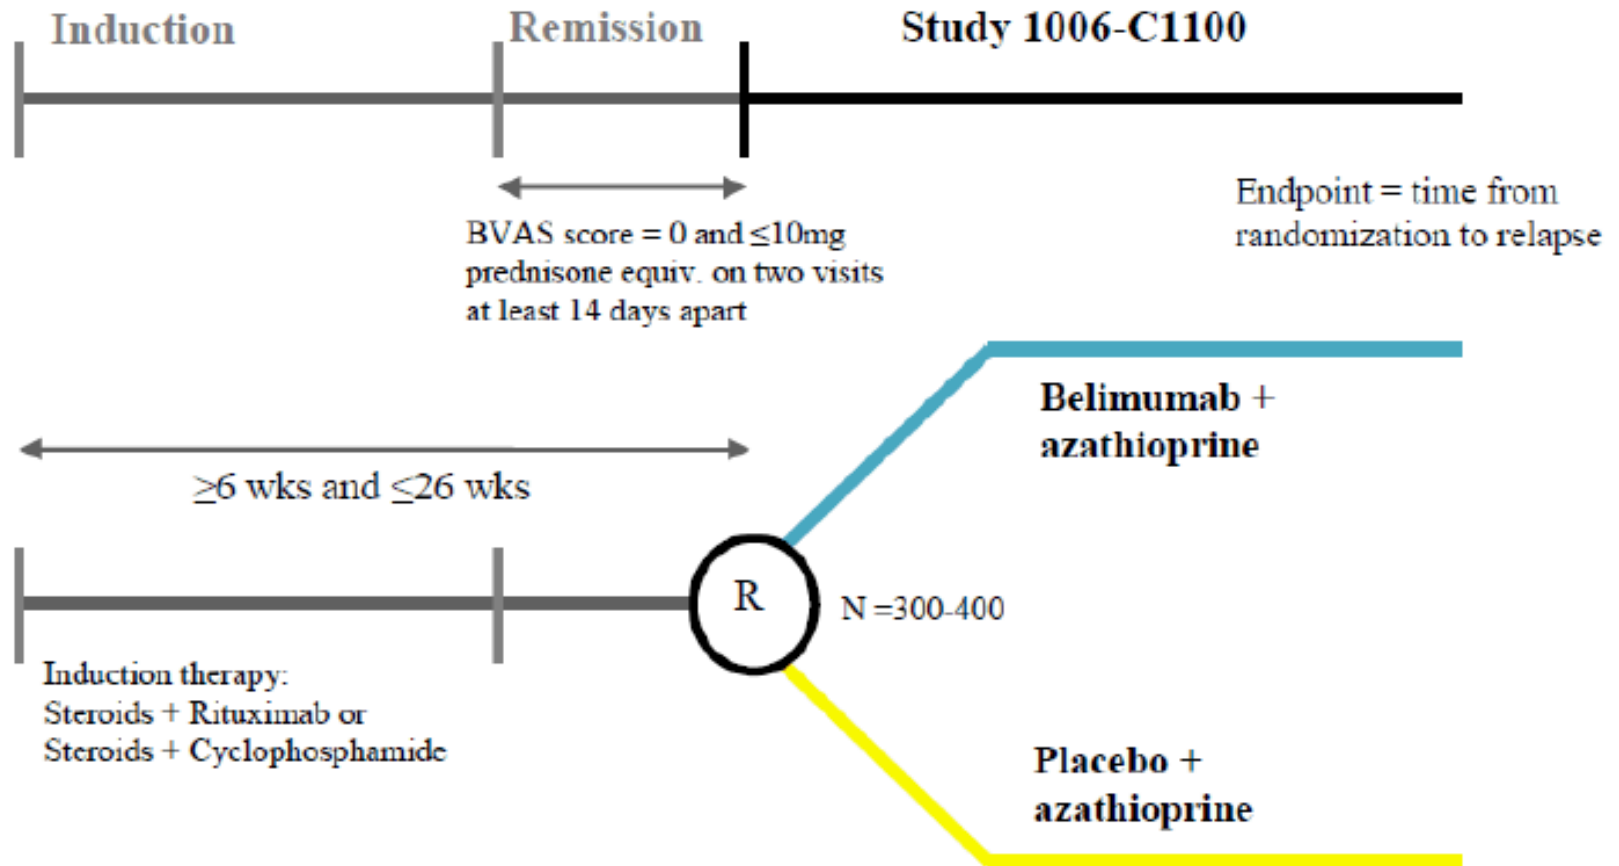 Induction
Remission
Study 1006-C1100
Endpoint = time from
randomization to relapse
BVAS score = 0 and ≤10mg
prednisone equiv. on two visits
at least 14 days apart
Belimumab +
azathioprine
≥6 wks and ≤26 wks
R
N =300-400
Induction therapy:
Steroids + Rituximab or
Steroids + Cyclophosphamide
Placebo +
azathioprine